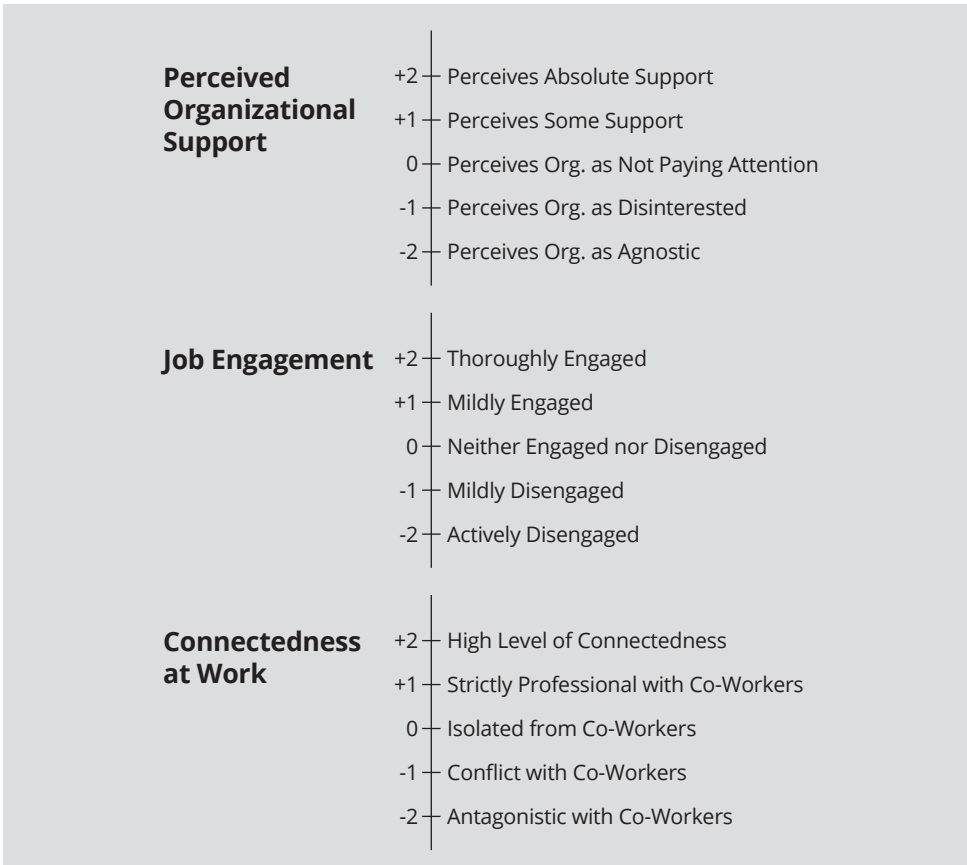 Perceived
Organizational
Support
+2 Perceives Absolute Support
+1 Perceives Some Support
0 Perceives Org. as Not Paying Attention
-1 Perceives Org. as Disinterested
-2 Perceives Org. as Agnostic
Job Engagement
+2 Thoroughly Engaged
+1 Mildly Engaged
0 Neither Engaged nor Disengaged
-1 Mildly Disengaged
-2 Actively Disengaged
Connectedness
at Work
+2 High Level of Connectedness
+1 Strictly Professional with Co-Workers
0 Isolated from Co-Workers
-1 Conflict with Co-Workers
-2 Antagonistic with Co-Workers